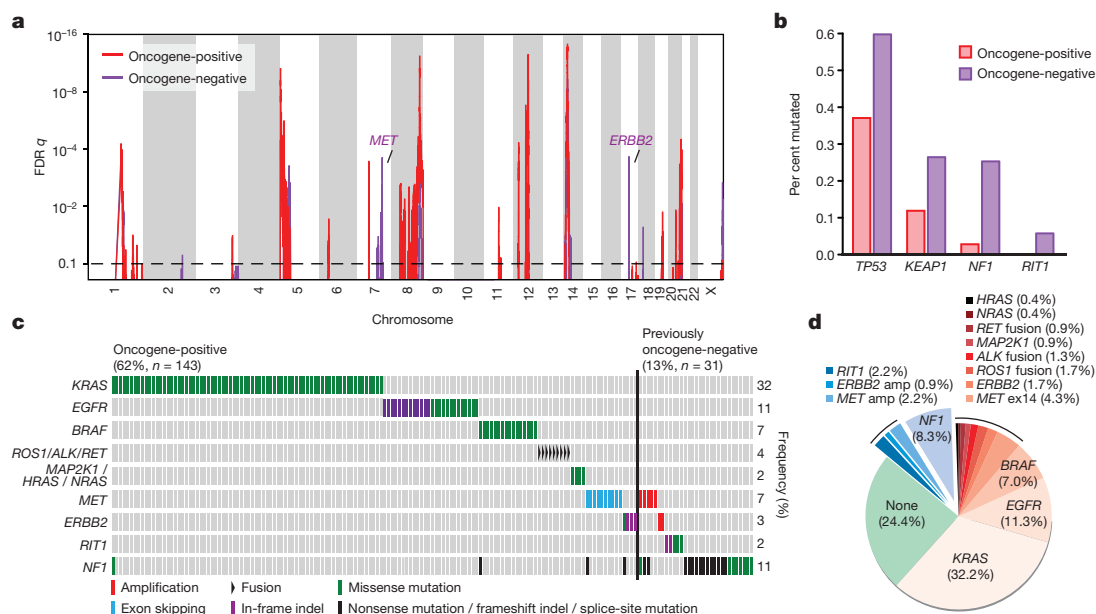 a
10⁻¹⁶
10⁻⁸
10⁻⁴
10⁻²
0.1
FDR q
Oncogene-positive
Oncogene-negative
MET
ERBB2
1 2 3 4 5 6 7 8 9 10 11 12 13 14 15 16 17 18 19 20 21 22 X
Chromosome
b
0.6
0.5
0.4
0.3
0.2
0.1
0.0
Per cent mutated
Oncogene-positive
Oncogene-negative
TP53 KEAP1 NF1 RIT1
c
Oncogene-positive
(62%, n = 143)
Previously
oncogene-negative
(13%, n = 31)
KRAS 32
EGFR 11
BRAF 7
ROS1/ALK/RET 4
MAP2K1 /
HRAS / NRAS 2
MET 7
ERBB2 3
RIT1 2
NF1 11
Frequency (%)
Amplification
Fusion
Missense mutation
Exon skipping
In-frame indel
Nonsense mutation / frameshift indel / splice-site mutation
d
HRAS (0.4%)
NRAS (0.4%)
RET fusion (0.9%)
MAP2K1 (0.9%)
ALK fusion (1.3%)
ROS1 fusion (1.7%)
ERBB2 (1.7%)
MET ex14 (4.3%)
RIT1 (2.2%)
ERBB2 amp (0.9%)
MET amp (2.2%)
NF1
(8.3%)
BRAF
(7.0%)
EGFR
(11.3%)
None
(24.4%)
KRAS
(32.2%)